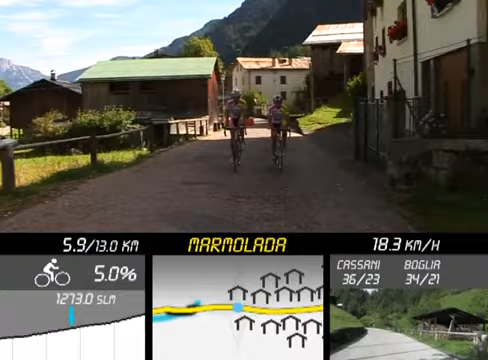 5.9/13.0 KM
MARMOLADA
18.3 KM/H
5.0%
1273.0 SLM
CASSANI BOGLIA
36/23 34/21